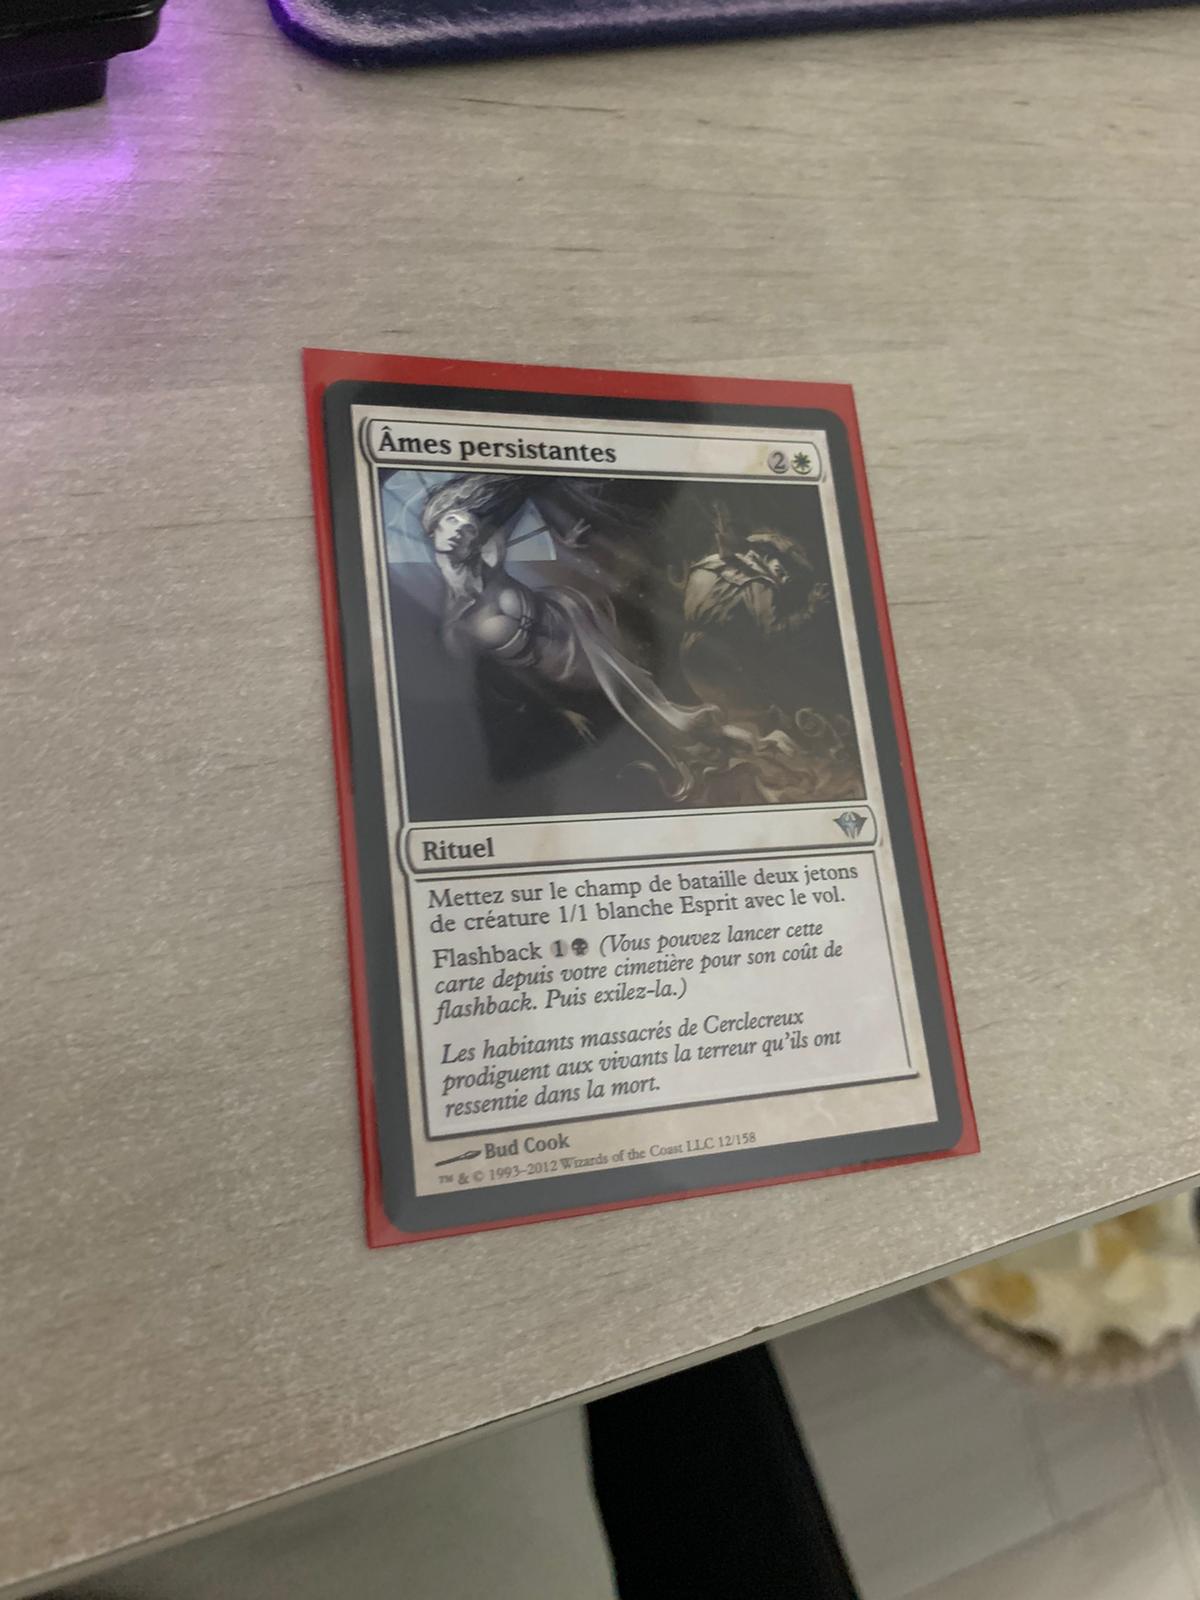 Âmes persistantes 2
Rituel
Mettez sur le champ de bataille deux jetons
de créature 1/1 blanche Esprit avec le vol.
Flashback 1 (Vous pouvez lancer cette
carte depuis votre cimetière pour son coût de
flashback. Puis exilez-la.)
Les habitants massacrés de Cerclecreux
prodiguent aux vivants la terreur qu'ils ont
ressentie dans la mort.
Bud Cook
™ & © 1993–2012 Wizards of the Coast LLC 12/158